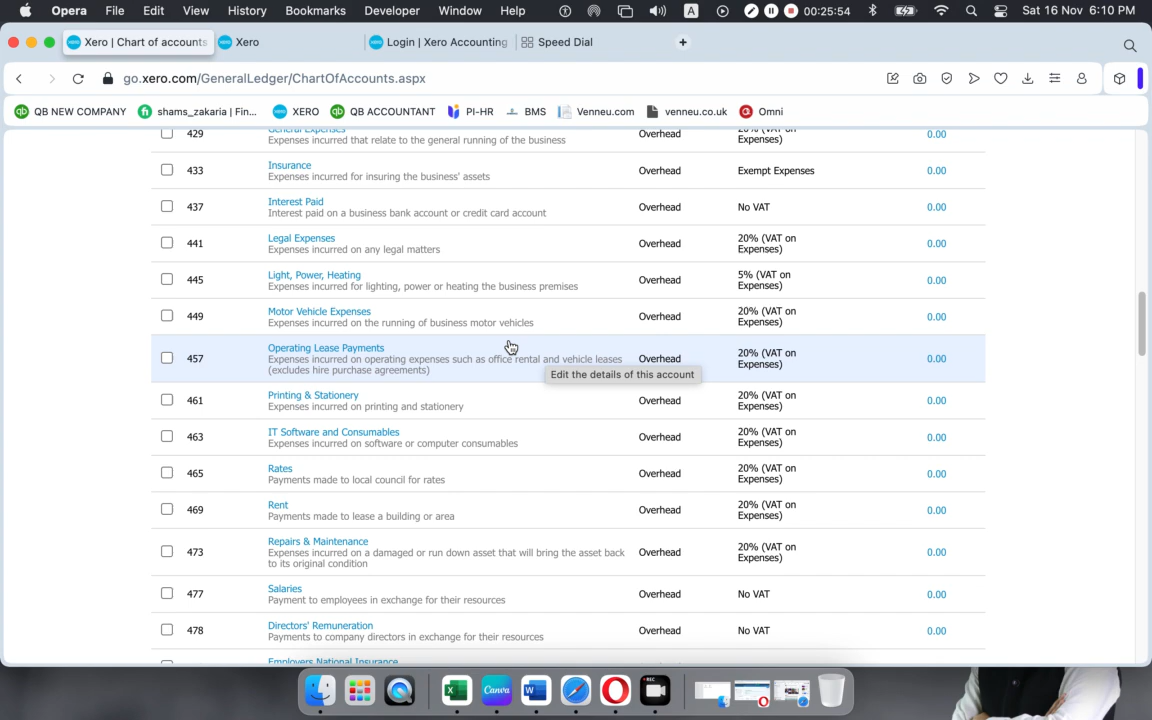 Opera File Edit View History Bookmarks Developer Window Help A 00:25:54 Sat 16 Nov 6:10 PM
Xero | Chart of accounts xero Xero xero Login | Xero Accounting Speed Dial +
go.xero.com/GeneralLedger/ChartOfAccounts.aspx
qb QB NEW COMPANY shams_zakaria | Fin... xero XERO qb QB ACCOUNTANT PI-HR BMS Venneu.com venneu.co.uk Omni
429 General Expenses Overhead 20% (VAT on 0.00
Expenses incurred that relate to the general running of the business Expenses)
433 Insurance Overhead Exempt Expenses 0.00
Expenses incurred for insuring the business' assets
437 Interest Paid Overhead No VAT 0.00
Interest paid on a business bank account or credit card account
441 Legal Expenses Overhead 20% (VAT on 0.00
Expenses incurred on any legal matters Expenses)
445 Light, Power, Heating Overhead 5% (VAT on 0.00
Expenses incurred for lighting, power or heating the business premises Expenses)
449 Motor Vehicle Expenses Overhead 20% (VAT on 0.00
Expenses incurred on the running of business motor vehicles Expenses)
457 Operating Lease Payments Overhead 20% (VAT on 0.00
Expenses incurred on operating expenses such as office rental and vehicle leases Expenses)
(excludes hire purchase agreements)
Edit the details of this account
461 Printing & Stationery Overhead 20% (VAT on 0.00
Expenses incurred on printing and stationery Expenses)
463 IT Software and Consumables Overhead 20% (VAT on 0.00
Expenses incurred on software or computer consumables Expenses)
465 Rates Overhead 20% (VAT on 0.00
Payments made to local council for rates Expenses)
469 Rent Overhead 20% (VAT on 0.00
Payments made to lease a building or area Expenses)
473 Repairs & Maintenance Overhead 20% (VAT on 0.00
Expenses incurred on a damaged or run down asset that will bring the asset back Expenses)
to its original condition
477 Salaries Overhead No VAT 0.00
Payment to employees in exchange for their resources
478 Directors' Remuneration Overhead No VAT 0.00
Payments to company directors in exchange for their resources
Employers National Insurance
Canva REC